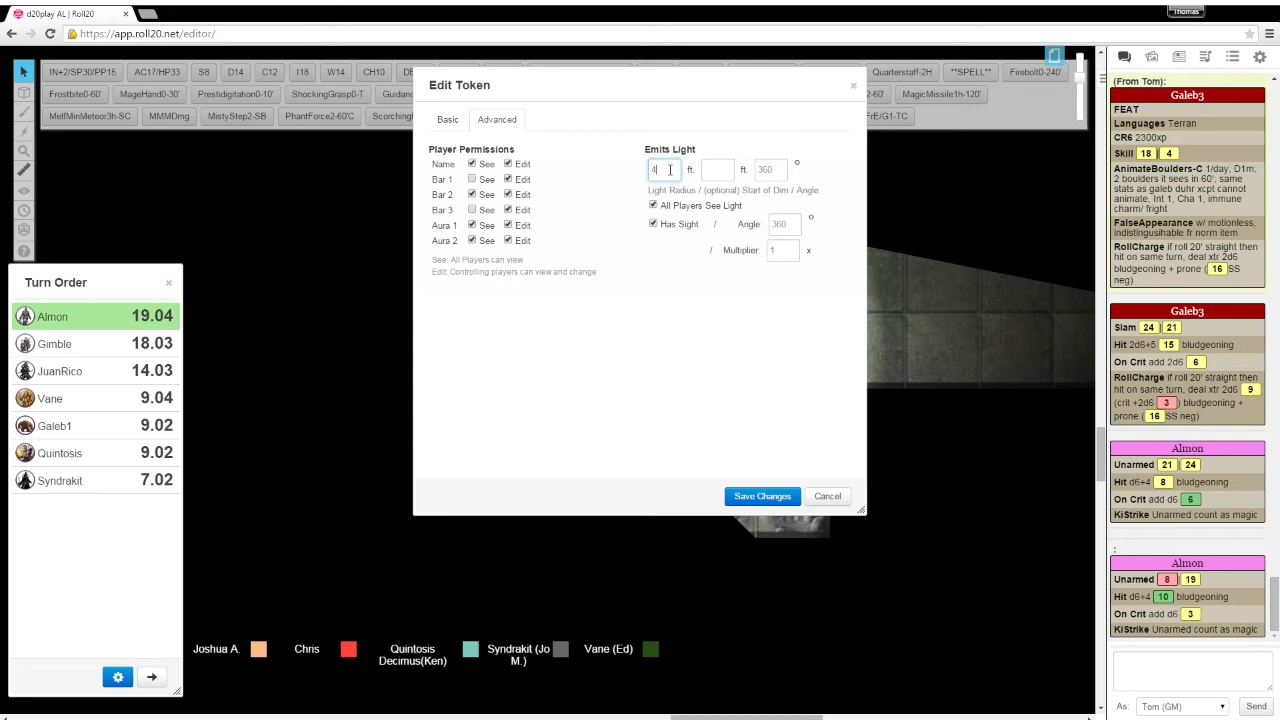 d20play AL | Roll20
Thomas
https://app.roll20.net/editor/
IN+2/SP30/PP15
AC17/HP33
S8
D14
C12
I18
W14
CH10
Quarterstaff-2H
**SPELL**
Firebolt0-240'
Frostbite0-60'
MageHand0-30'
Prestidigitation0-10'
ShockingGrasp0-T
MagicMissile1h-120'
MelfMinMeteor3h-SC
MMMDmg
MistyStep2-SB
PhantForce2-60'C
Edit Token
×
Basic
Advanced
Player Permissions
Name See Edit
Bar 1 See Edit
Bar 2 See Edit
Bar 3 See Edit
Aura 1 See Edit
Aura 2 See Edit
See: All Players can view
Edit: Controlling players can view and change
Emits Light
4 ft. ft. 360 °
Light Radius / (optional) Start of Dim / Angle
All Players See Light
Has Sight / Angle: 360 °
/ Multiplier: 1 x
Save Changes
Cancel
Turn Order ×
Almon 19.04
Gimble 18.03
JuanRico 14.03
Vane 9.04
Galeb1 9.02
Quintosis 9.02
Syndrakit 7.02
Joshua A.
Chris
Quintosis
Decimus(Ken)
Syndrakit (Jo
M.)
Vane (Ed)
(From Tom):
Galeb3
FEAT
Languages Terran
CR6 2300xp
Skill 18 | 4
AnimateBoulders-C 1/day, D1m;
2 boulders it sees in 60'; same
stats as galeb duhr xcpt cannot
animate, Int 1, Cha 1, immune
charm/ fright
FalseAppearance w/ motionless,
indistingusihable fr norm item
RollCharge if roll 20' straight then
hit on same turn, deal xtr 2d6
bludgeoning + prone ( 16 SS
neg)
Galeb3
Slam 24 | 21
Hit 2d6+5 15 bludgeoning
On Crit add 2d6 6
RollCharge if roll 20' straight then
hit on same turn, deal xtr 2d6 9
(crit +2d6 3 ) bludgeoning +
prone ( 16 SS neg)
Almon
Unarmed 21 | 24
Hit d6+4 8 bludgeoning
On Crit add d6 6
KiStrike Unarmed count as magic
:
Almon
Unarmed 8 | 19
Hit d6+4 10 bludgeoning
On Crit add d6 3
KiStrike Unarmed count as magic
As: Tom (GM)
Send